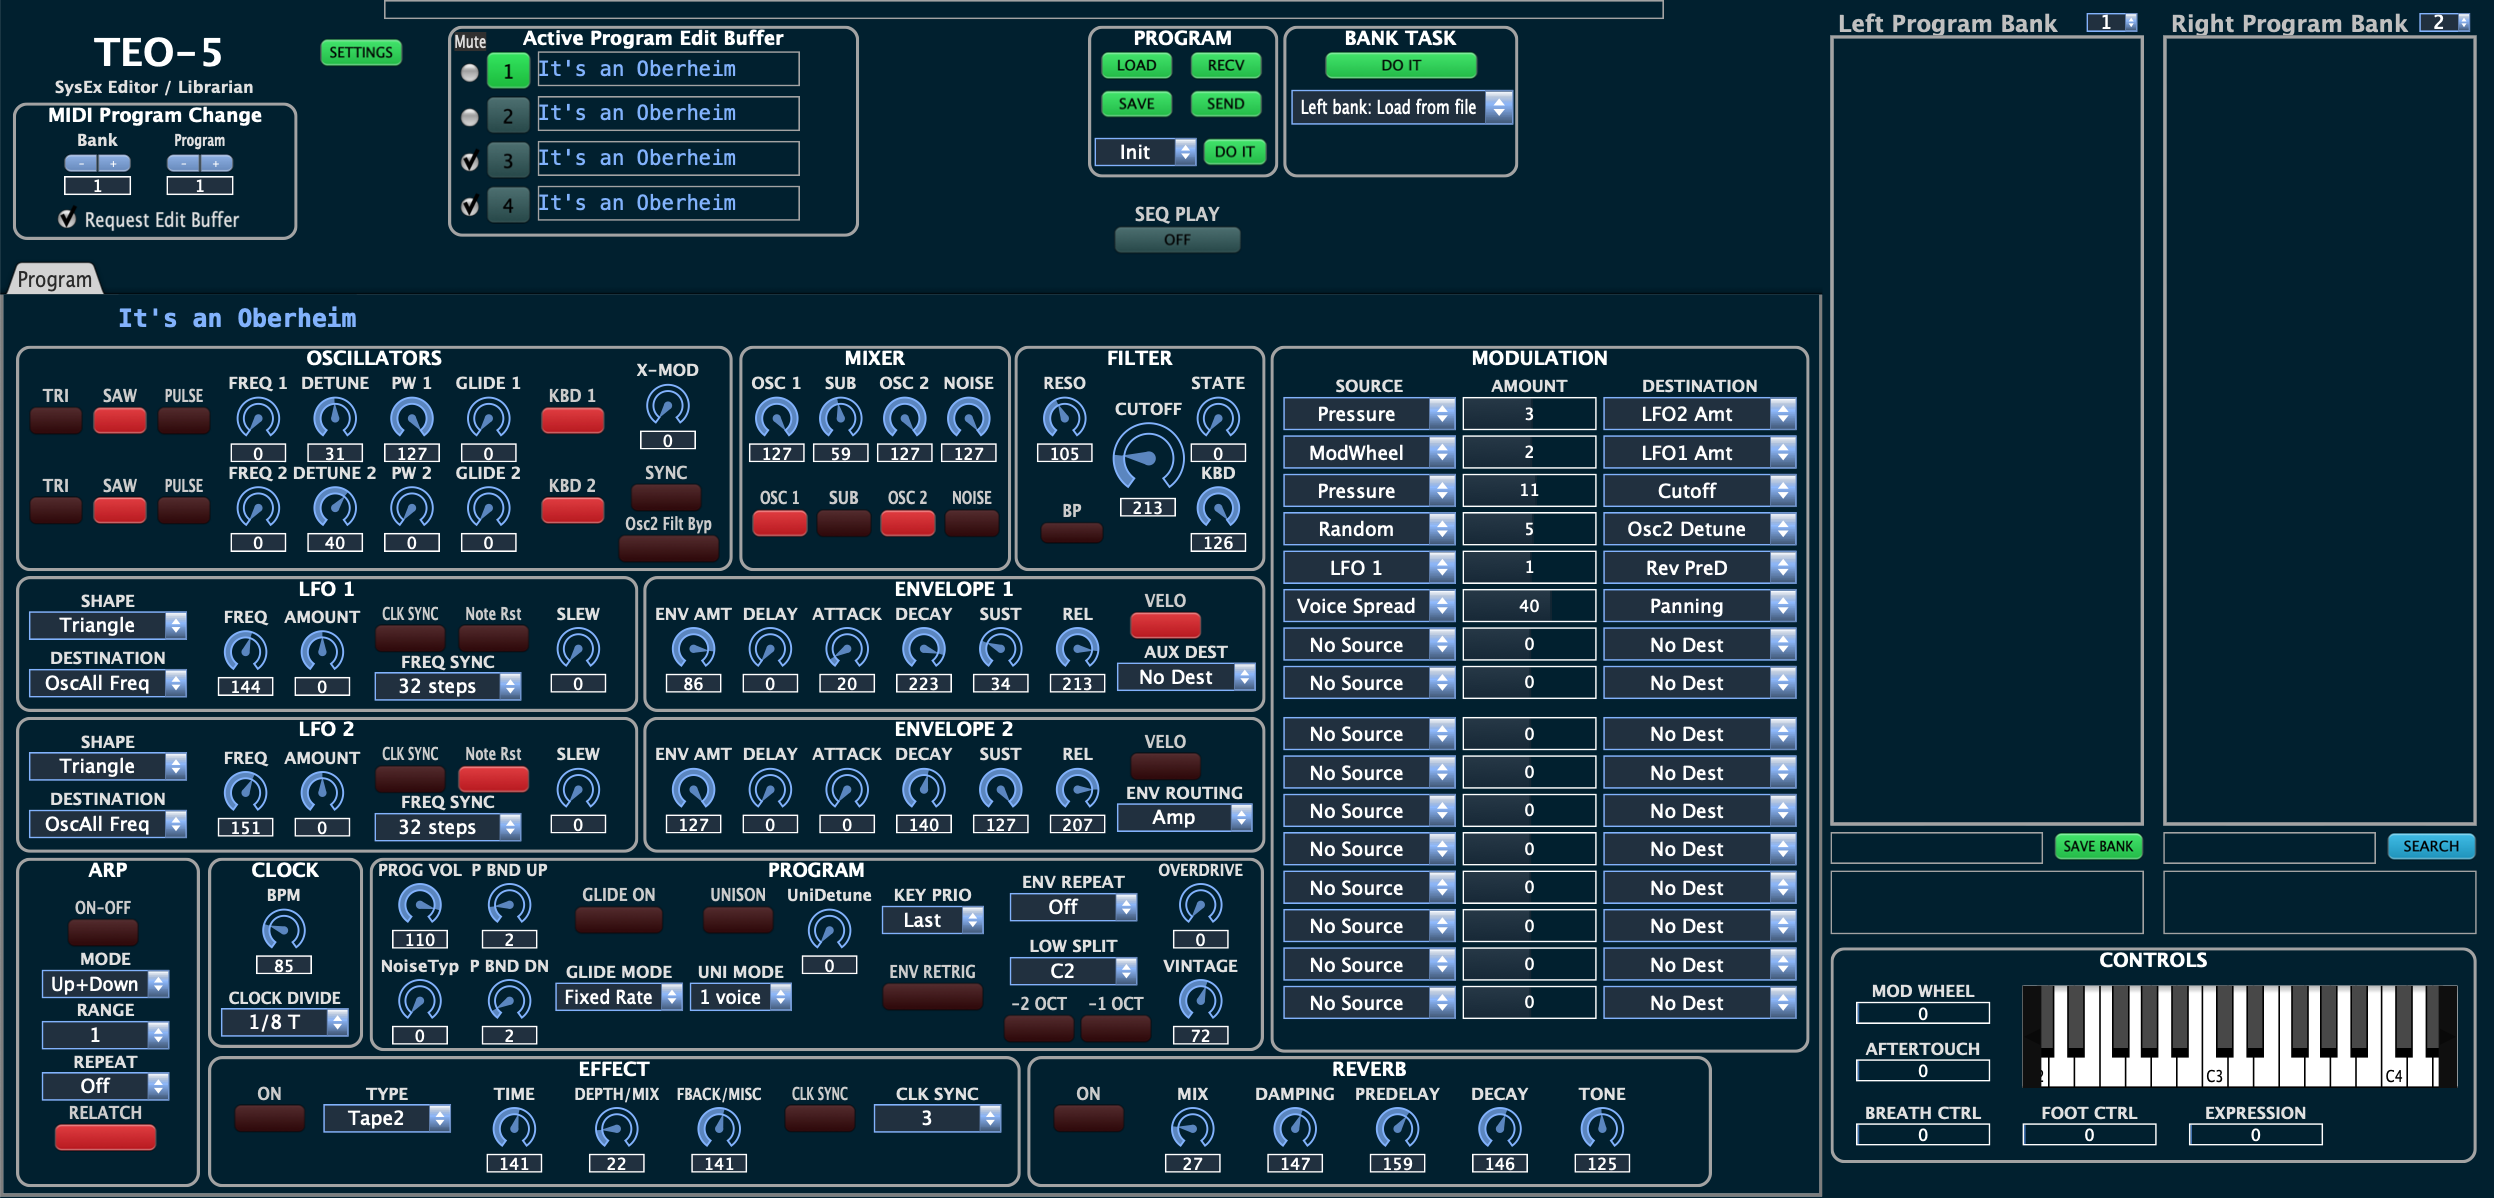 TEO-5
SysEx Editor / Librarian
SETTINGS
MIDI Program Change
Bank Program
- + - +
1 1
Request Edit Buffer
Mute Active Program Edit Buffer
1 It's an Oberheim
2 It's an Oberheim
3 It's an Oberheim
4 It's an Oberheim
PROGRAM
LOAD RECV
SAVE SEND
Init DO IT
BANK TASK
DO IT
Left bank: Load from file
SEQ PLAY
OFF
Left Program Bank 1
Right Program Bank 2
Program
It's an Oberheim
OSCILLATORS
TRI SAW PULSE FREQ 1 DETUNE PW 1 GLIDE 1 KBD 1 X-MOD
0 31 127 0 0
TRI SAW PULSE FREQ 2 DETUNE 2 PW 2 GLIDE 2 KBD 2 SYNC
Osc2 Filt Byp
0 40 0 0
MIXER
OSC 1 SUB OSC 2 NOISE
127 59 127 127
OSC 1 SUB OSC 2 NOISE
FILTER
RESO CUTOFF STATE
105 213 0
BP KBD
126
MODULATION
SOURCE AMOUNT DESTINATION
Pressure 3 LFO2 Amt
ModWheel 2 LFO1 Amt
Pressure 11 Cutoff
Random 5 Osc2 Detune
LFO 1 1 Rev PreD
Voice Spread 40 Panning
No Source 0 No Dest
No Source 0 No Dest
No Source 0 No Dest
No Source 0 No Dest
No Source 0 No Dest
No Source 0 No Dest
No Source 0 No Dest
No Source 0 No Dest
No Source 0 No Dest
No Source 0 No Dest
LFO 1
SHAPE FREQ AMOUNT CLK SYNC Note Rst SLEW
Triangle
DESTINATION FREQ SYNC
OscAll Freq 144 0 32 steps 0
ENVELOPE 1
ENV AMT DELAY ATTACK DECAY SUST REL VELO
AUX DEST
86 0 20 223 34 213 No Dest
LFO 2
SHAPE FREQ AMOUNT CLK SYNC Note Rst SLEW
Triangle
DESTINATION FREQ SYNC
OscAll Freq 151 0 32 steps 0
ENVELOPE 2
ENV AMT DELAY ATTACK DECAY SUST REL VELO
ENV ROUTING
127 0 0 140 127 207 Amp
ARP
ON-OFF
MODE
Up+Down
RANGE
1
REPEAT
Off
RELATCH
CLOCK
BPM
85
CLOCK DIVIDE
1/8 T
PROGRAM
PROG VOL P BND UP GLIDE ON UNISON UniDetune KEY PRIO ENV REPEAT OVERDRIVE
Last Off
110 2 0 0
NoiseTyp P BND DN GLIDE MODE UNI MODE ENV RETRIG LOW SPLIT VINTAGE
Fixed Rate 1 voice C2
-2 OCT -1 OCT
0 2 72
EFFECT
ON TYPE TIME DEPTH/MIX FBACK/MISC CLK SYNC CLK SYNC
Tape2 3
141 22 141
REVERB
ON MIX DAMPING PREDELAY DECAY TONE
27 147 159 146 125
SAVE BANK
SEARCH
CONTROLS
MOD WHEEL
0
AFTERTOUCH
0
C3 C4
BREATH CTRL FOOT CTRL EXPRESSION
0 0 0